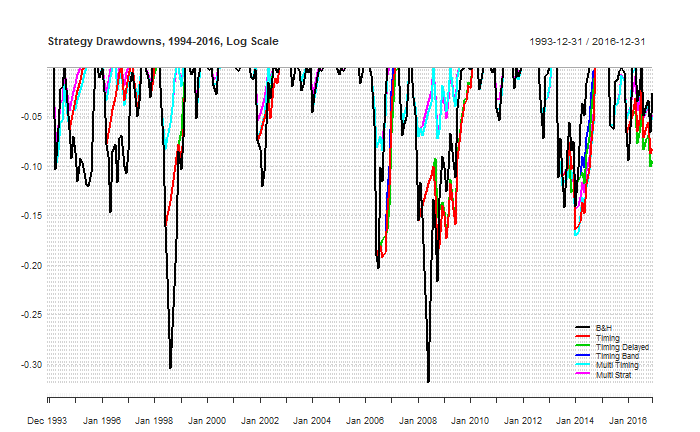 Strategy Drawdowns, 1994-2016, Log Scale
1993-12-31 / 2016-12-31
-0.05
-0.10
-0.15
-0.20
-0.25
-0.30
B&H
Timing
Timing Delayed
Timing Band
Multi Timing
Multi Strat
Dec 1993 Jan 1996 Jan 1998 Jan 2000 Jan 2002 Jan 2004 Jan 2006 Jan 2008 Jan 2010 Jan 2012 Jan 2014 Jan 2016